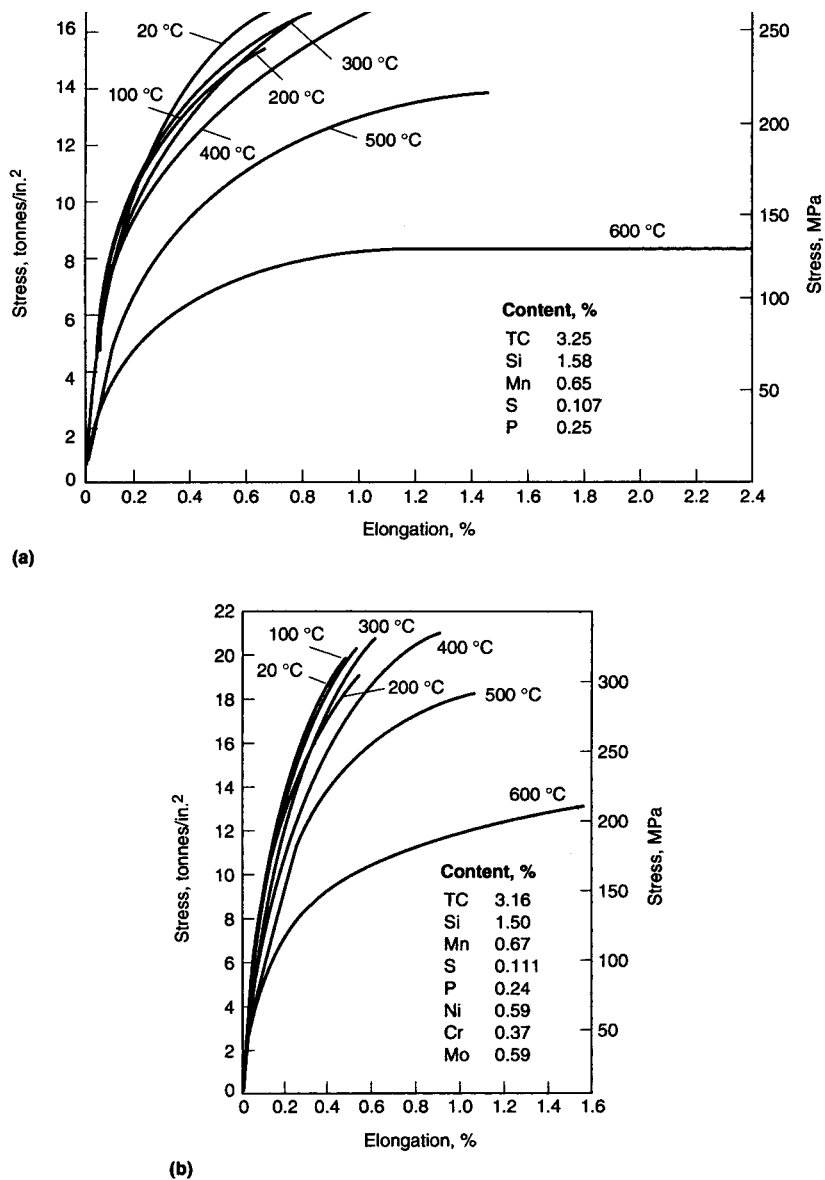 16
14
12
10
8
6
4
2
0
Stress, tonnes/in.²
20 °C
100 °C
300 °C
200 °C
400 °C
500 °C
600 °C
250
200
150
100
50
Stress, MPa
Content, %
TC 3.25
Si 1.58
Mn 0.65
S 0.107
P 0.25
0 0.2 0.4 0.6 0.8 1.0 1.2 1.4 1.6 1.8 2.0 2.2 2.4
Elongation, %
(a)
22
20
18
16
14
12
10
8
6
4
2
0
Stress, tonnes/in.²
100 °C
300 °C
20 °C
400 °C
200 °C
500 °C
600 °C
300
250
200
150
100
50
Stress, MPa
Content, %
TC 3.16
Si 1.50
Mn 0.67
S 0.111
P 0.24
Ni 0.59
Cr 0.37
Mo 0.59
0 0.2 0.4 0.6 0.8 1.0 1.2 1.4 1.6
Elongation, %
(b)